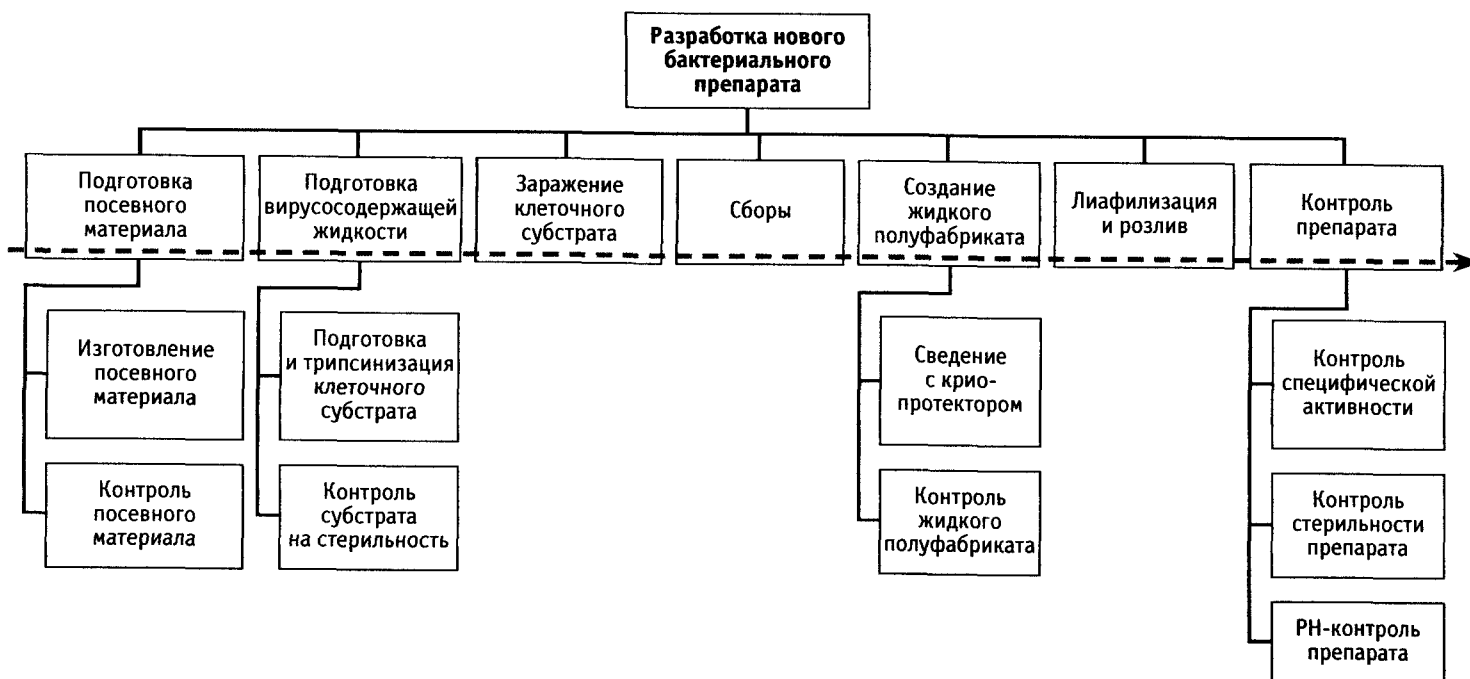 Разработка нового
бактериального
препарата
Подготовка
посевного
материала
Подготовка
вирусосодержащей
жидкости
Заражение
клеточного
субстрата
Сборы
Создание
жидкого
полуфабриката
Лиафилизация
и розлив
Контроль
препарата
Изготовление
посевного
материала
Контроль
посевного
материала
Подготовка
и трипсинизация
клеточного
субстрата
Контроль
субстрата
на стерильность
Сведение
с крио-
протектором
Контроль
жидкого
полуфабриката
Контроль
специфической
активности
Контроль
стерильности
препарата
PH-контроль
препарата